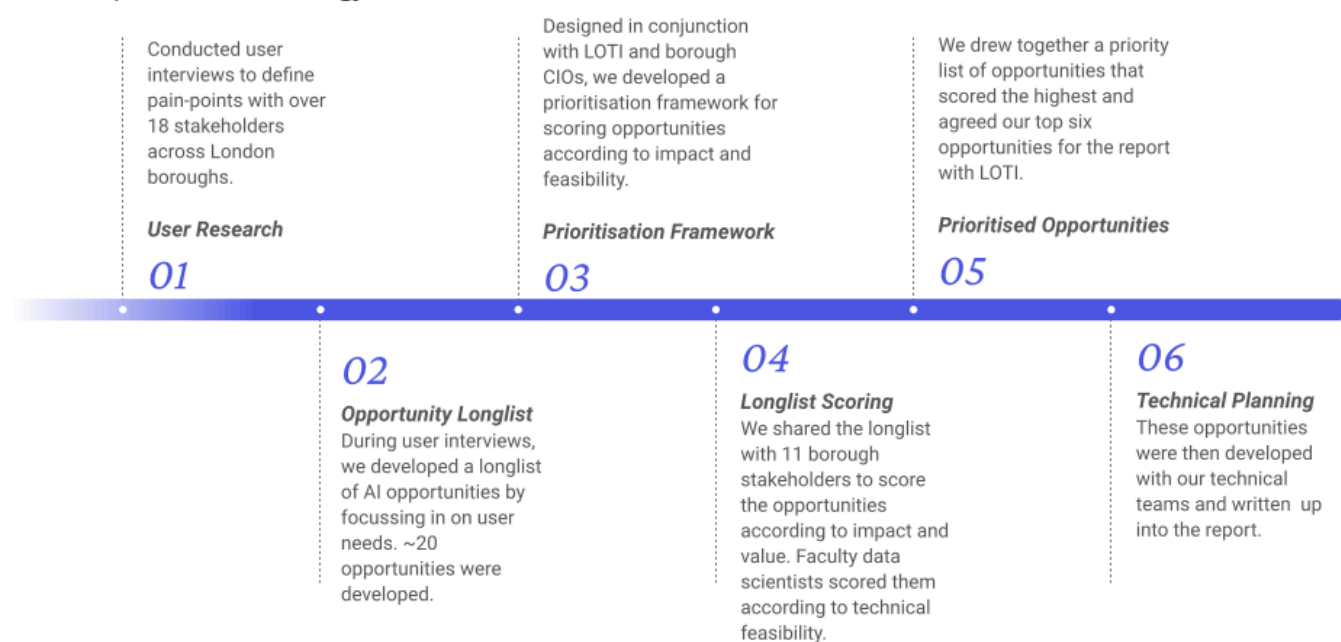 Conducted user
interviews to define
pain-points with over
18 stakeholders
across London
boroughs.
User Research
01
02
Opportunity Longlist
During user interviews,
we developed a longlist
of AI opportunities by
focussing in on user
needs. ~20
opportunities were
developed.
Designed in conjunction
with LOTI and borough
CIOs, we developed a
prioritisation framework for
scoring opportunities
according to impact and
feasibility.
Prioritisation Framework
03
04
Longlist Scoring
We shared the longlist
with 11 borough
stakeholders to score
the opportunities
according to impact and
value. Faculty data
scientists scored them
according to technical
feasibility.
We drew together a priority
list of opportunities that
scored the highest and
agreed our top six
opportunities for the report
with LOTI.
Prioritised Opportunities
05
06
Technical Planning
These opportunities
were then developed
with our technical
teams and written up
into the report.